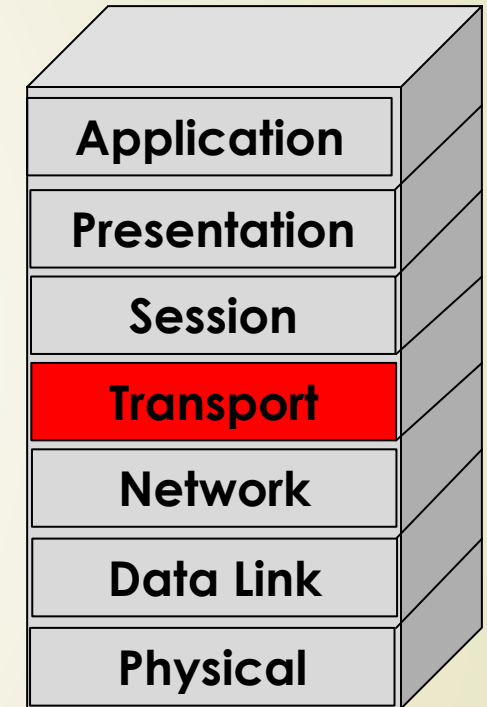 Application
Presentation
Session
Transport
Network
Data Link
Physical